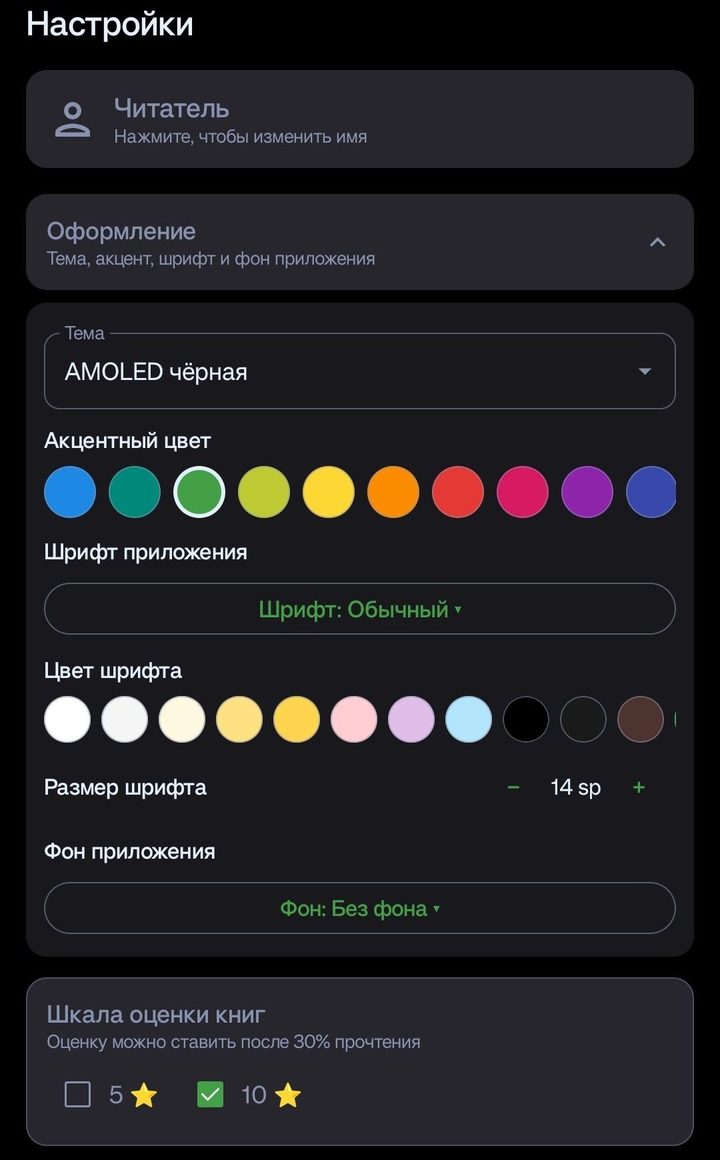 Настройки
Читатель
Нажмите, чтобы изменить имя
Оформление
Тема, акцент, шрифт и фон приложения
Тема
AMOLED чёрная
Акцентный цвет
Шрифт приложения
Шрифт: Обычный ▾
Цвет шрифта
Размер шрифта − 14 sp +
Фон приложения
Фон: Без фона ▾
Шкала оценки книг
Оценку можно ставить после 30% прочтения
5 ⭐ 10 ⭐